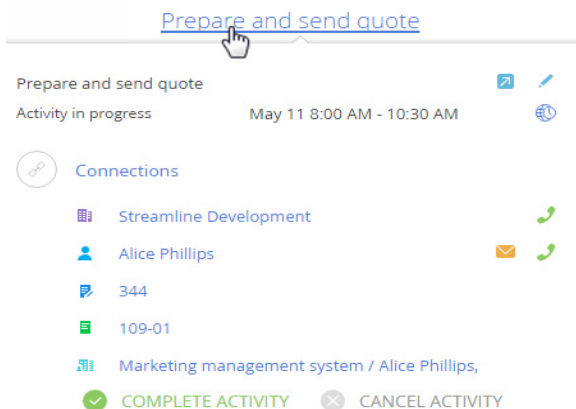 Prepare and send quote
Prepare and send quote
Activity in progress May 11 8:00 AM - 10:30 AM
Connections
Streamline Development
Alice Phillips
344
109-01
Marketing management system / Alice Phillips,
COMPLETE ACTIVITY CANCEL ACTIVITY